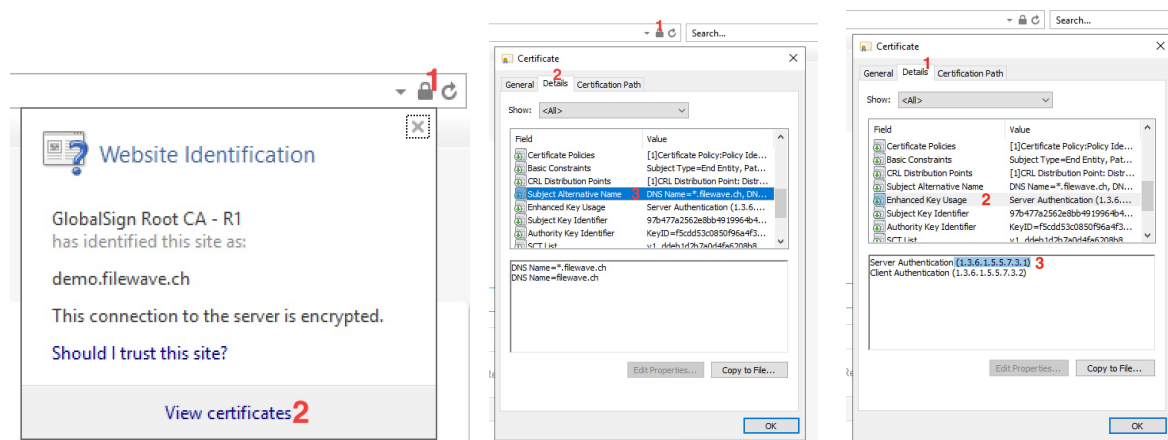 1
Website Identification
GlobalSign Root CA - R1
has identified this site as:
demo.filewave.ch
This connection to the server is encrypted.
Should I trust this site?
View certificates 2
1
Search...
Certificate
2
General Details Certification Path
Show: <All>
Field Value
Certificate Policies [1]Certificate Policy:Policy Ide...
Basic Constraints Subject Type=End Entity, Pat...
CRL Distribution Points [1]CRL Distribution Point: Distr...
Subject Alternative Name 3 DNS Name=*.filewave.ch, DN...
Enhanced Key Usage Server Authentication (1.3.6....
Subject Key Identifier 97b477a2562e8bb4919964b4...
Authority Key Identifier KeyID=f5cdd53c0850f96a4f3...
SCT List v1, ddeb1d2b7a0d4fa6208b8...
DNS Name=*.filewave.ch
DNS Name=filewave.ch
Edit Properties... Copy to File...
OK
Search...
Certificate
1
General Details Certification Path
Show: <All>
Field Value
Certificate Policies [1]Certificate Policy:Policy Ide...
Basic Constraints Subject Type=End Entity, Pat...
CRL Distribution Points [1]CRL Distribution Point: Distr...
Subject Alternative Name DNS Name=*.filewave.ch, DN...
Enhanced Key Usage 2 Server Authentication (1.3.6....
Subject Key Identifier 97b477a2562e8bb4919964b4...
Authority Key Identifier KeyID=f5cdd53c0850f96a4f3...
SCT List v1, ddeb1d2b7a0d4fa6208b8...
Server Authentication (1.3.6.1.5.5.7.3.1) 3
Client Authentication (1.3.6.1.5.5.7.3.2)
Edit Properties... Copy to File...
OK